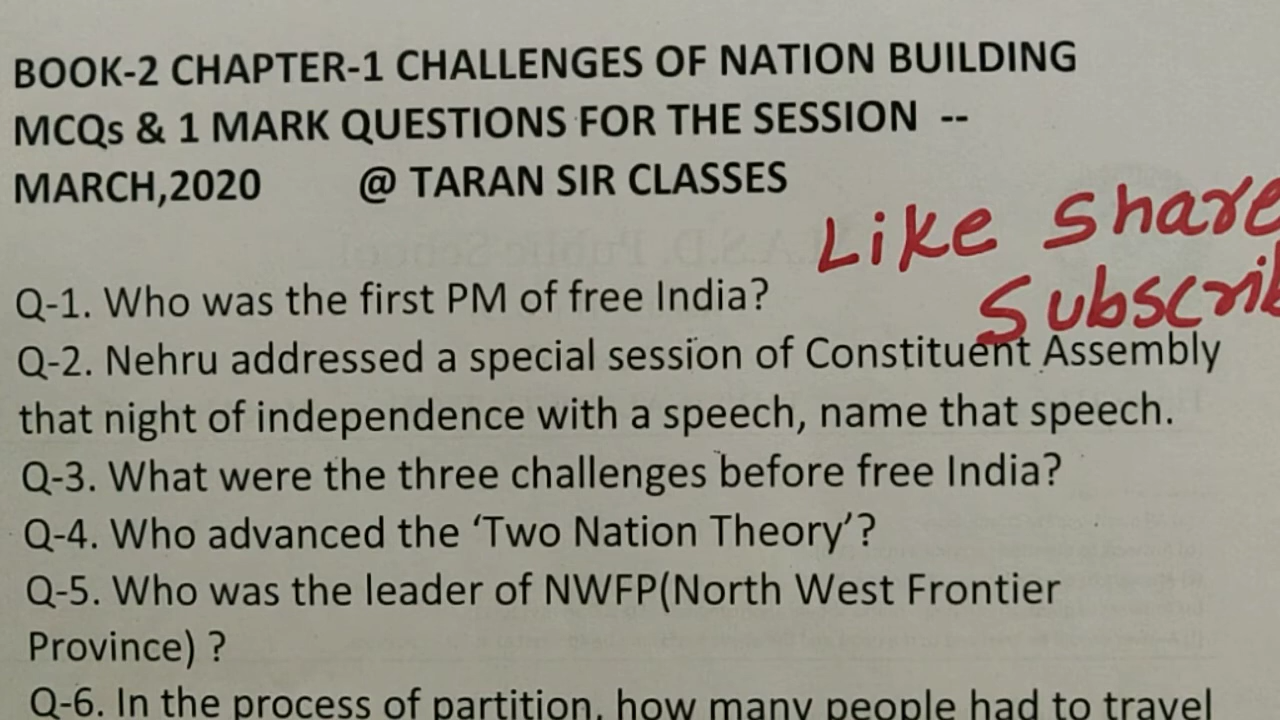 BOOK-2 CHAPTER-1 CHALLENGES OF NATION BUILDING
MCQs & 1 MARK QUESTIONS FOR THE SESSION --
MARCH,2020 @ TARAN SIR CLASSES
Like share
Subscrib
Q-1. Who was the first PM of free India?
Q-2. Nehru addressed a special session of Constituent Assembly
that night of independence with a speech, name that speech.
Q-3. What were the three challenges before free India?
Q-4. Who advanced the ‘Two Nation Theory’?
Q-5. Who was the leader of NWFP(North West Frontier
Province) ?
Q-6. In the process of partition, how many people had to travel